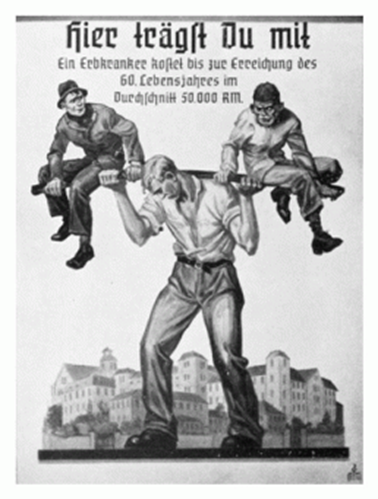 Hier trägst Du mit
Ein Erbkranker kostet bis zur Erreichung des
60. Lebensjahres im
Durchschnitt 50.000 RM.